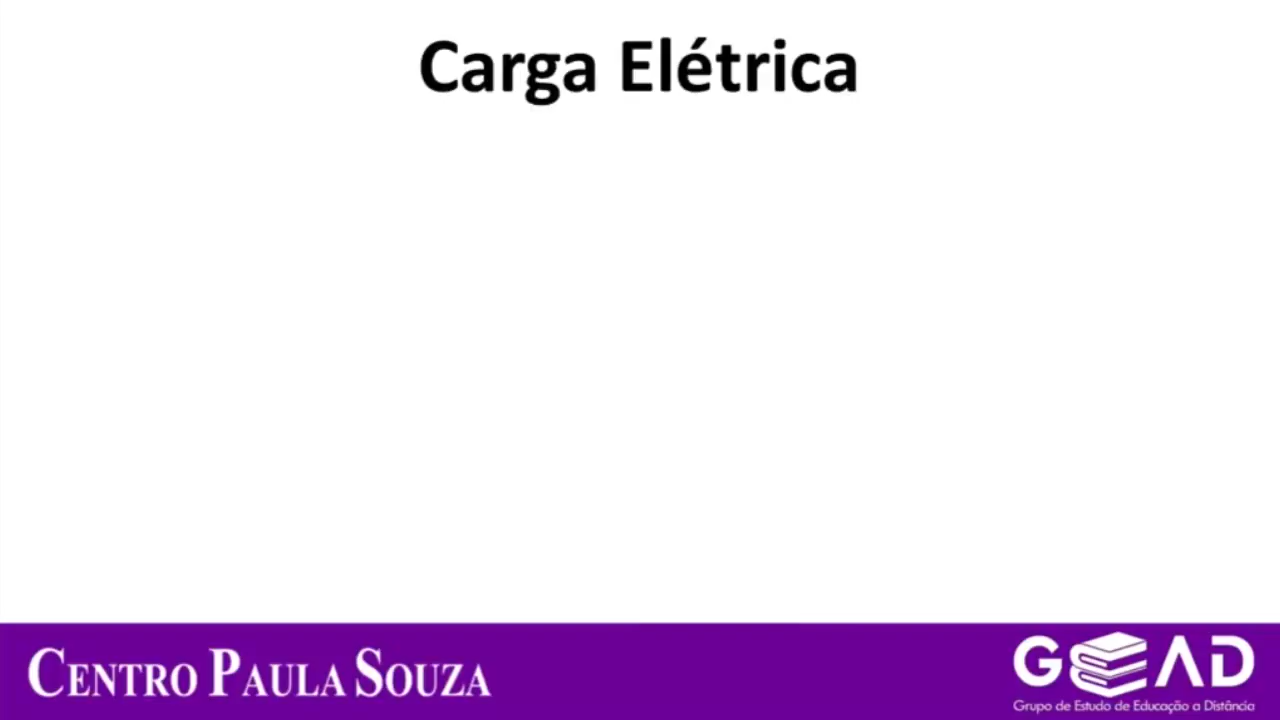 Carga Elétrica
CENTRO PAULA SOUZA
GEAD
Grupo de Estudo de Educação a Distância